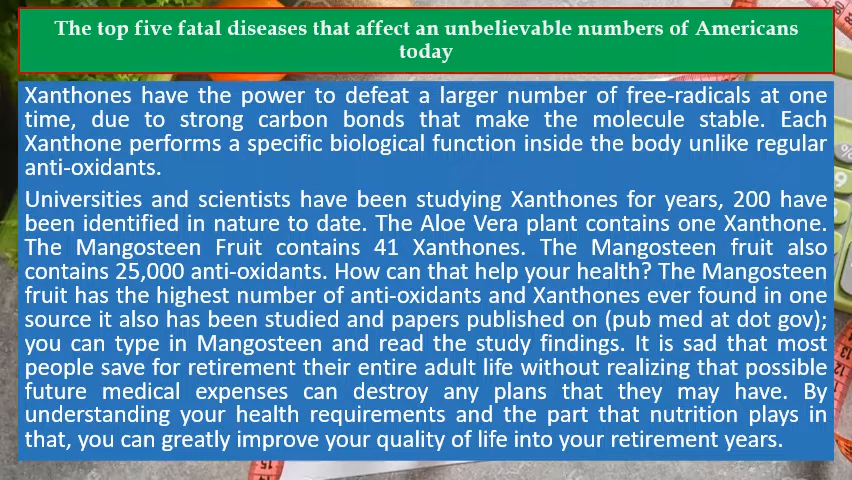 The top five fatal diseases that affect an unbelievable numbers of Americans
today
Xanthones have the power to defeat a larger number of free-radicals at one
time, due to strong carbon bonds that make the molecule stable. Each
Xanthone performs a specific biological function inside the body unlike regular
anti-oxidants.
Universities and scientists have been studying Xanthones for years, 200 have
been identified in nature to date. The Aloe Vera plant contains one Xanthone.
The Mangosteen Fruit contains 41 Xanthones. The Mangosteen fruit also
contains 25,000 anti-oxidants. How can that help your health? The Mangosteen
fruit has the highest number of anti-oxidants and Xanthones ever found in one
source it also has been studied and papers published on (pub med at dot gov);
you can type in Mangosteen and read the study findings. It is sad that most
people save for retirement their entire adult life without realizing that possible
future medical expenses can destroy any plans that they may have. By
understanding your health requirements and the part that nutrition plays in
that, you can greatly improve your quality of life into your retirement years.